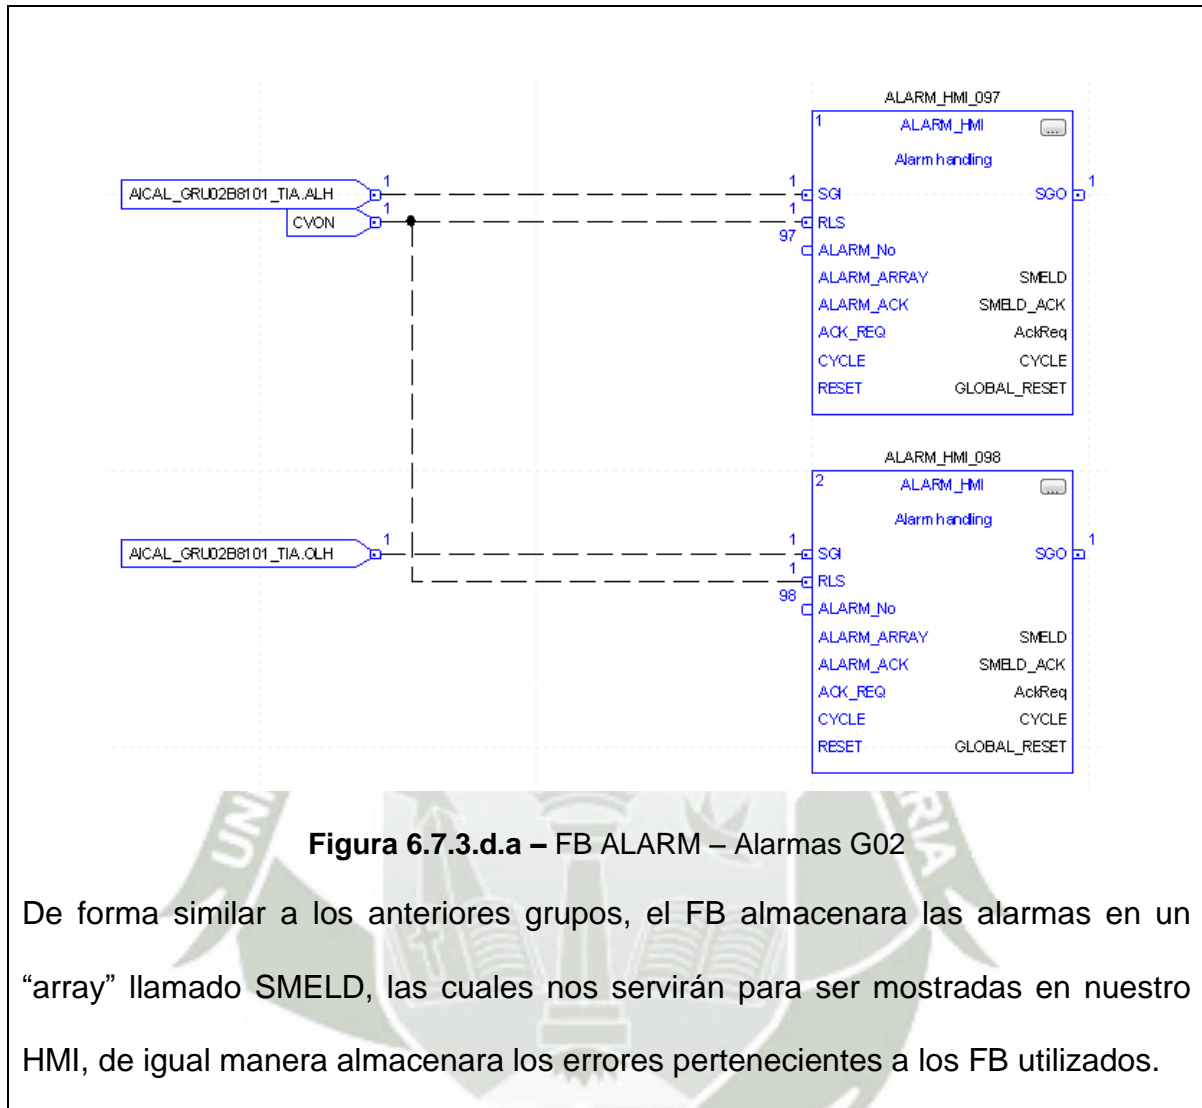 ALARM_HMI_097
1 ALARM_HMI ...
Alarm handling
AICAL_GRU02B8101_TIA.ALH 1 1 SGI SGO 1
CVON 1 1 RLS
97 ALARM_No
ALARM_ARRAY SMELD
ALARM_ACK SMELD_ACK
ACK_REQ AckReq
CYCLE CYCLE
RESET GLOBAL_RESET
ALARM_HMI_098
2 ALARM_HMI ...
Alarm handling
AICAL_GRU02B8101_TIA.OLH 1 1 SGI SGO 1
1 RLS
98 ALARM_No
ALARM_ARRAY SMELD
ALARM_ACK SMELD_ACK
ACK_REQ AckReq
CYCLE CYCLE
RESET GLOBAL_RESET
UN
RIA
Figura 6.7.3.d.a – FB ALARM – Alarmas G02
De forma similar a los anteriores grupos, el FB almacenara las alarmas en un
“array” llamado SMELD, las cuales nos servirán para ser mostradas en nuestro
HMI, de igual manera almacenara los errores pertenecientes a los FB utilizados.